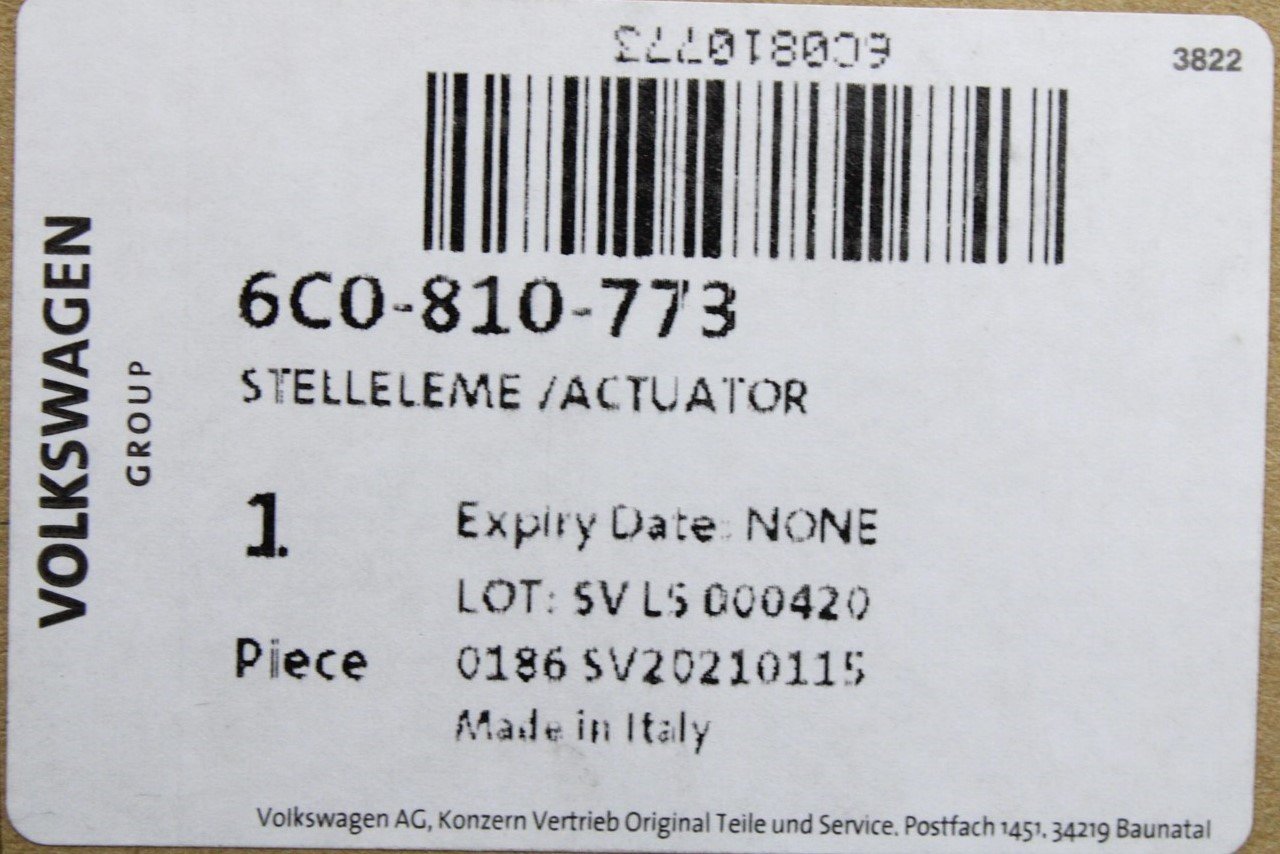 6C0810773
3822
6C0-810-773
STELLELEME /ACTUATOR
1
Piece
Expiry Date: NONE
LOT: SV LS 000420
0186 SV20210115
Made in Italy
VOLKSWAGEN
GROUP
Volkswagen AG, Konzern Vertrieb Original Teile und Service. Postfach 1451. 34219 Baunatal